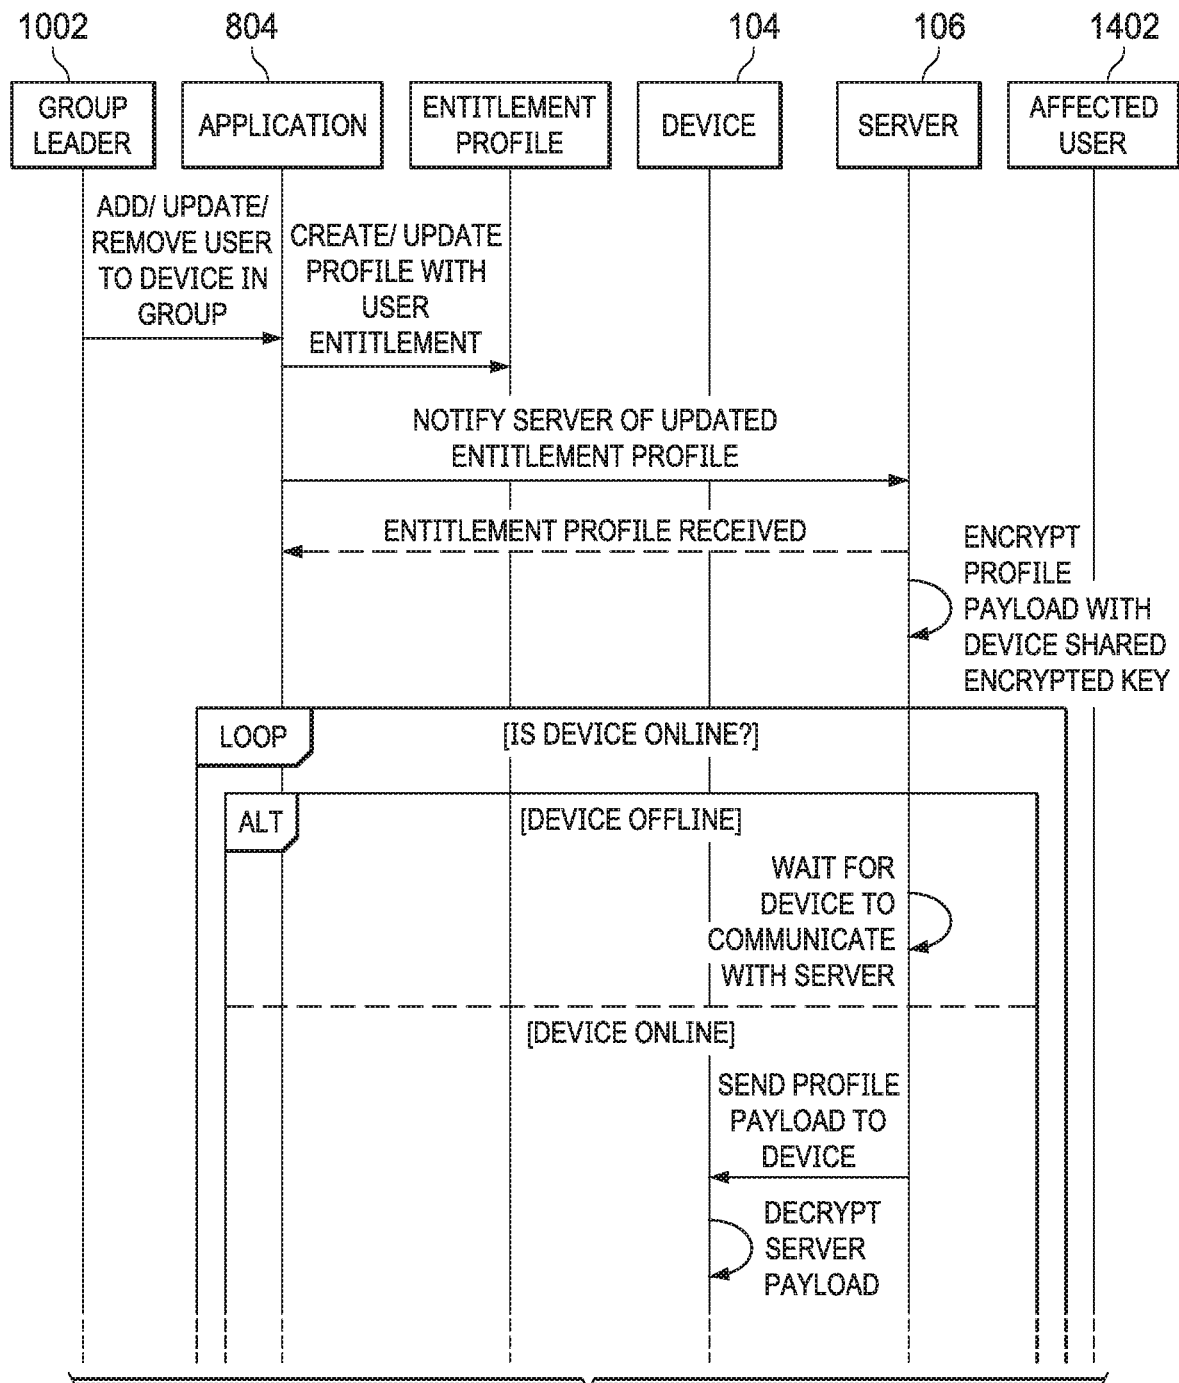 1002
804
104
106
1402
GROUP
LEADER
APPLICATION
ENTITLEMENT
PROFILE
DEVICE
SERVER
AFFECTED
USER
ADD/ UPDATE/
REMOVE USER
TO DEVICE IN
GROUP
CREATE/ UPDATE
PROFILE WITH
USER
ENTITLEMENT
NOTIFY SERVER OF UPDATED
ENTITLEMENT PROFILE
ENTITLEMENT PROFILE RECEIVED
ENCRYPT
PROFILE
PAYLOAD WITH
DEVICE SHARED
ENCRYPTED KEY
LOOP
[IS DEVICE ONLINE?]
ALT
[DEVICE OFFLINE]
WAIT FOR
DEVICE TO
COMMUNICATE
WITH SERVER
[DEVICE ONLINE]
SEND PROFILE
PAYLOAD TO
DEVICE
DECRYPT
SERVER
PAYLOAD